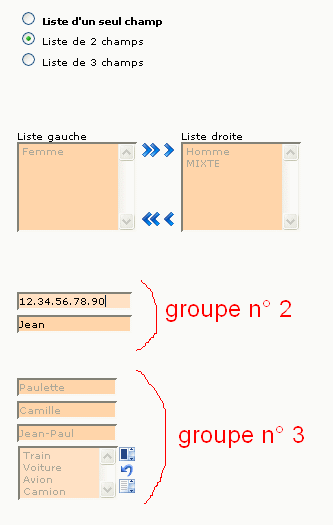 Liste d'un seul champ
Liste de 2 champs
Liste de 3 champs
Liste gauche
Liste droite
Femme
Homme
MIXTE
12.34.56.78.90
Jean
groupe n° 2
Paulette
Camille
Jean-Paul
Train
Voiture
Avion
Camion
groupe n° 3